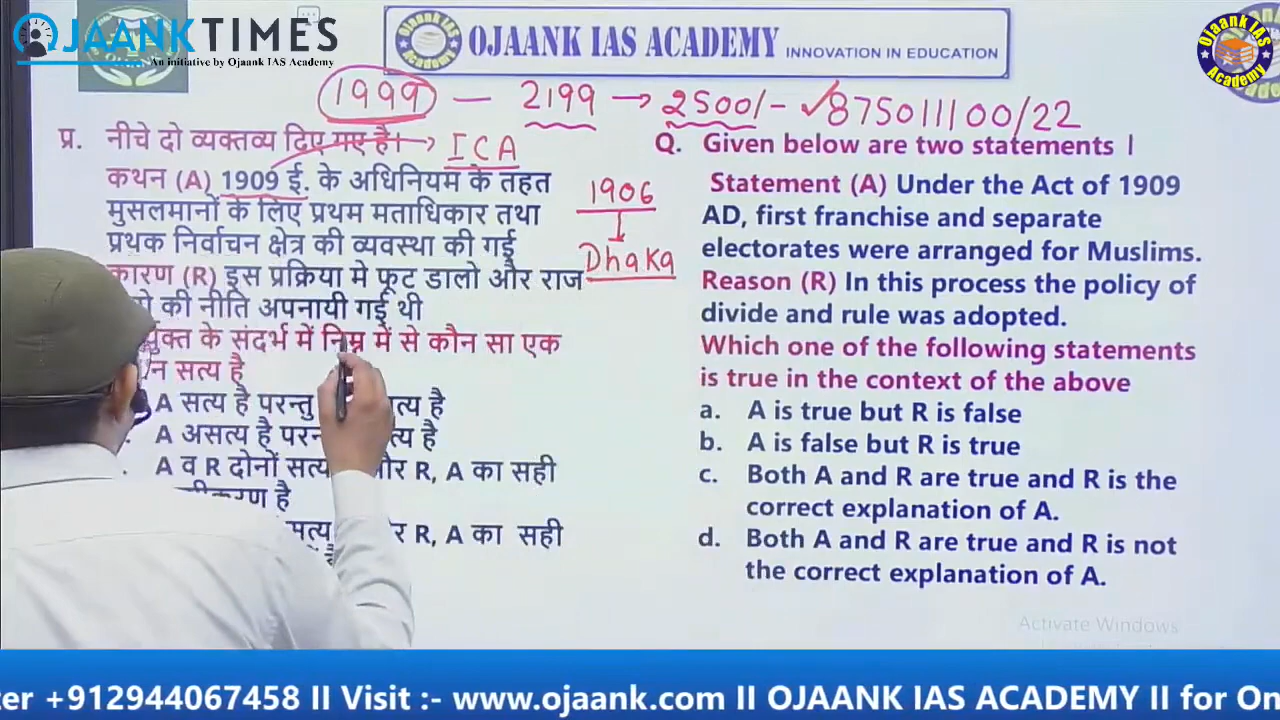 OJAANK TIMES
An initiative by Ojaank IAS Academy
OJAANK IAS ACADEMY INNOVATION IN EDUCATION
Ojaank IAS Academy
1999 — 2199 → 2500/- ✓8750111100/22
प्र. नीचे दो व्यक्तव्य दिए गए है। → ICA
कथन (A) 1909 ई. के अधिनियम के तहत
मुसलमानों के लिए प्रथम मताधिकार तथा
प्रथक निर्वाचन क्षेत्र की व्यवस्था की गई
कारण (R) इस प्रक्रिया मे फूट डालो और राज
की नीति अपनायी गई थी
के संदर्भ में निम्न में से कौन सा एक
सत्य है
A सत्य है परन्तु है
A असत्य है है
A व R दोनों सत्य R, A का सही
है
सत्य R, A का सही
1906
↓
Dhaka
Q. Given below are two statements |
Statement (A) Under the Act of 1909
AD, first franchise and separate
electorates were arranged for Muslims.
Reason (R) In this process the policy of
divide and rule was adopted.
Which one of the following statements
is true in the context of the above
a. A is true but R is false
b. A is false but R is true
c. Both A and R are true and R is the
correct explanation of A.
d. Both A and R are true and R is not
the correct explanation of A.
Activate Windows
+912944067458 II Visit :- www.ojaank.com II OJAANK IAS ACADEMY II for On